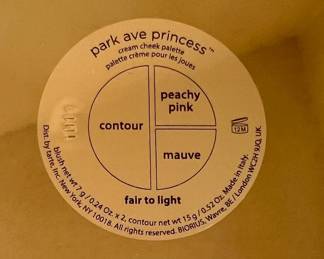 park ave princess™
cream cheek palette
palette crème pour les joues
peachy
pink
contour
mauve
12M
fair to light
blush net wt 7 g / 0.24 Oz. x 2, contour net wt 15 g / 0.52 Oz. Made in Italy.
Dist. by tarte, Inc. New York, NY 10018. All rights reserved. BIORIUS, Wavre, BE / London WC2H 9JQ, UK